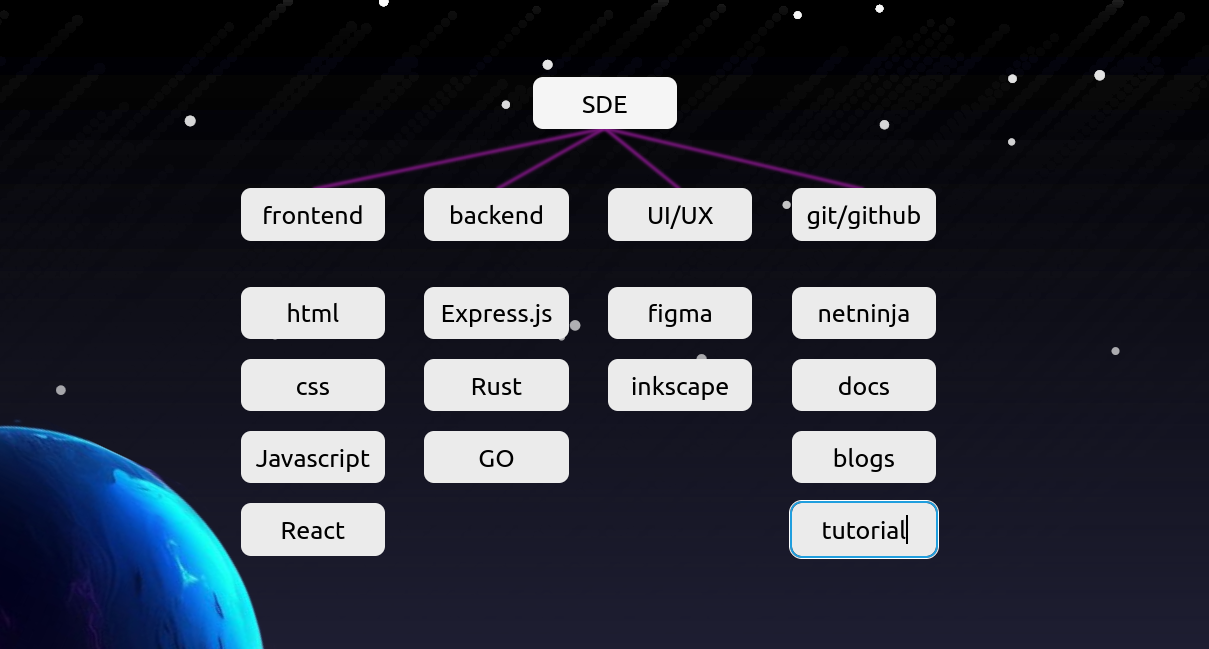 SDE
frontend
backend
UI/UX
git/github
html
Express.js
figma
netninja
css
Rust
inkscape
docs
Javascript
GO
blogs
React
tutorial